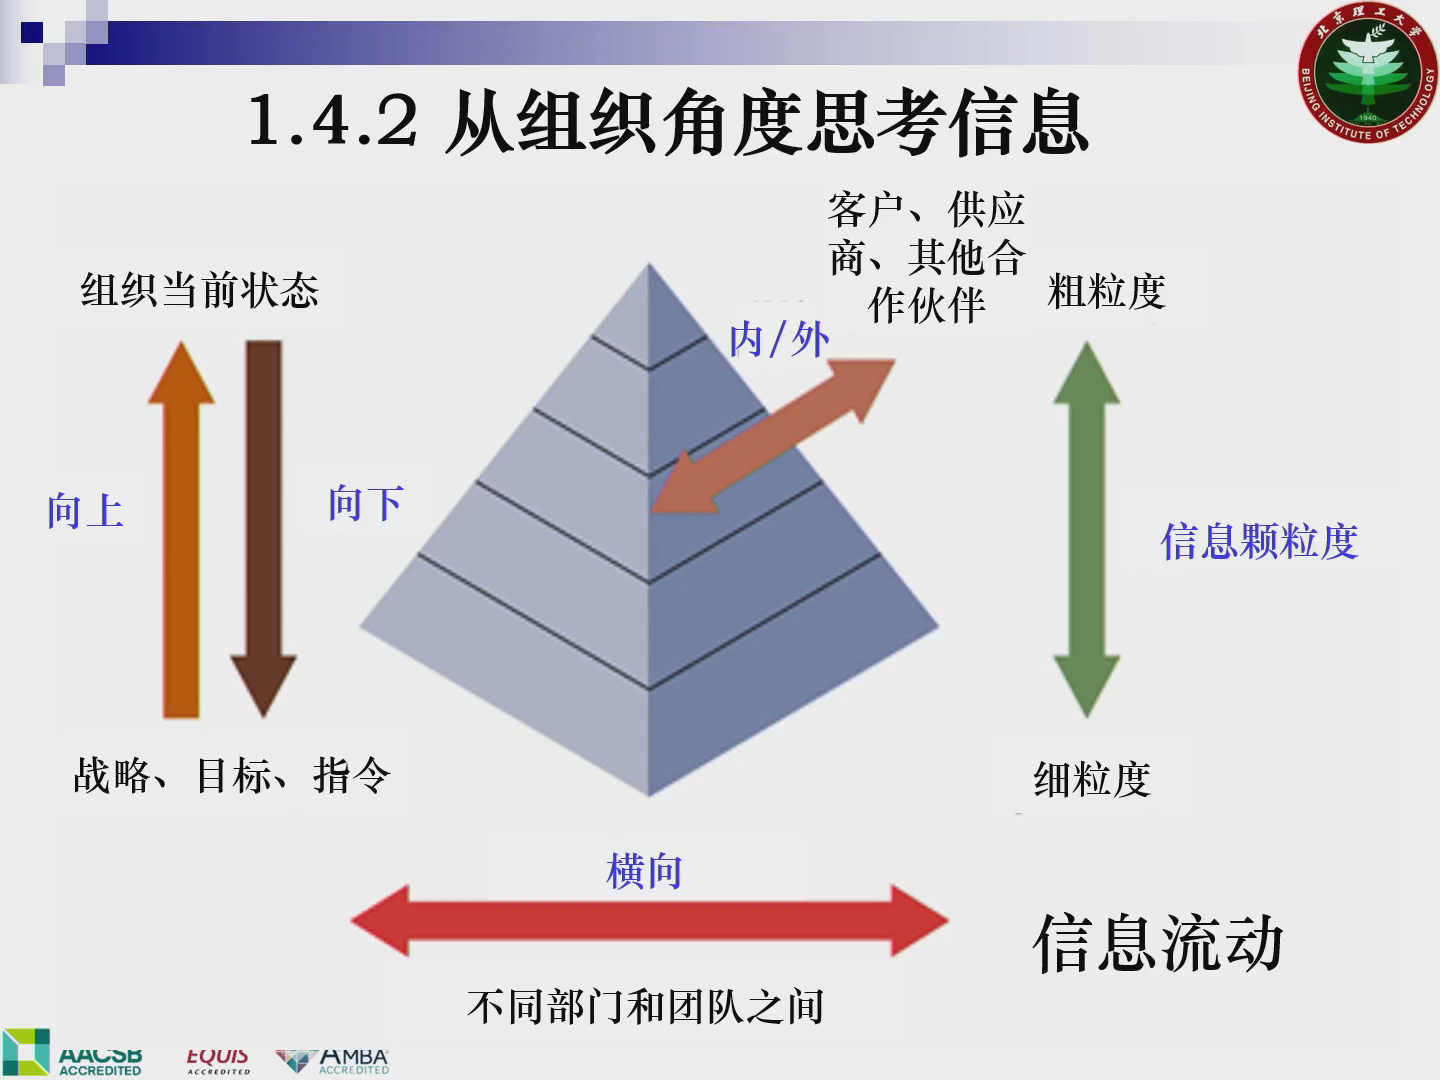 北京理工大学
BEIJING INSTITUTE OF TECHNOLOGY
1940
1.4.2 从组织角度思考信息
客户、供应
商、其他合
作伙伴
组织当前状态
粗粒度
内/外
向上
向下
信息颗粒度
战略、目标、指令
细粒度
横向
信息流动
不同部门和团队之间
AACSB
ACCREDITED
EQUIS
ACCREDITED
AMBA
ACCREDITED